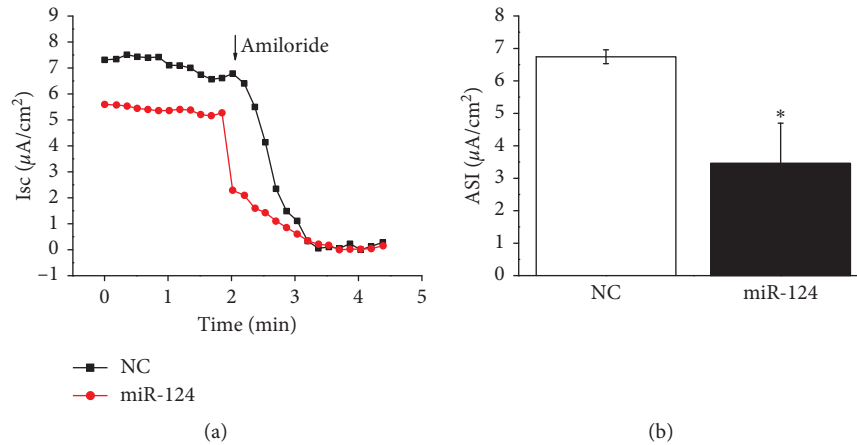 9
8
7
6
5
4
3
2
1
0
−1
Isc (μA/cm²)
Amiloride
0 1 2 3 4 5
Time (min)
NC
miR-124
(a)
8
7
6
5
4
3
2
1
0
ASI (μA/cm²)
*
NC miR-124
(b)